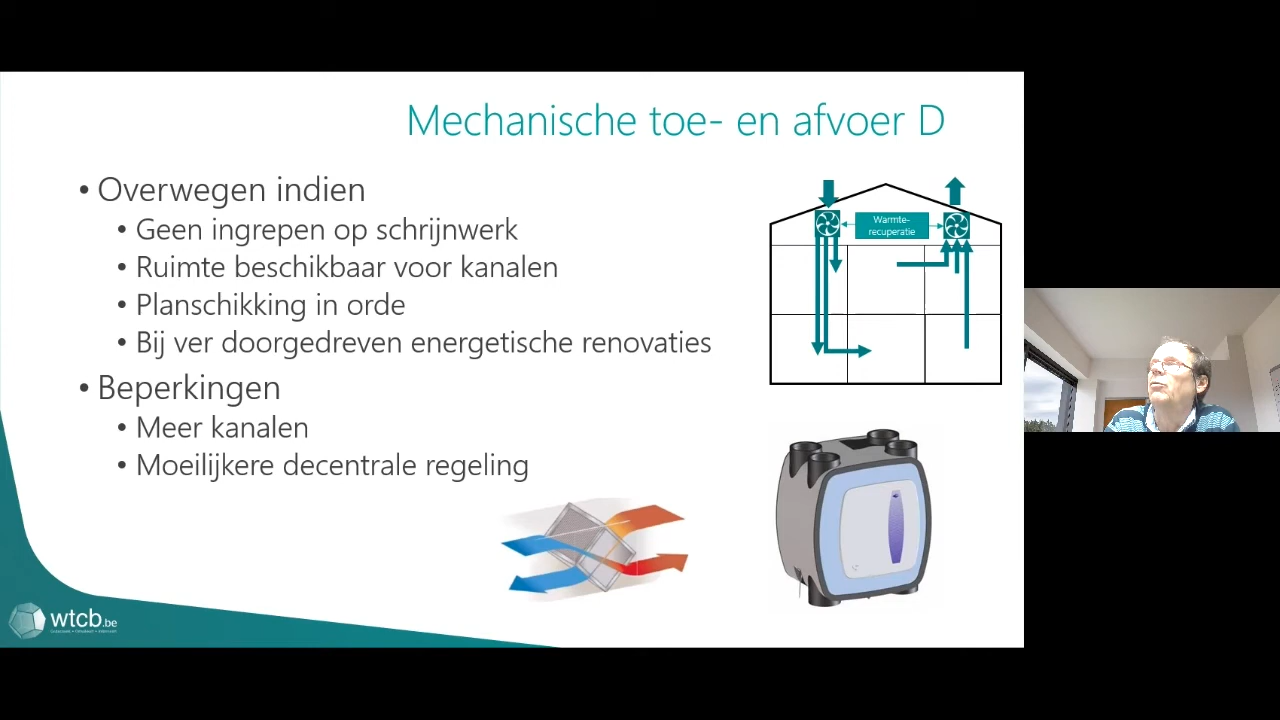 Mechanische toe- en afvoer D
• Overwegen indien
• Geen ingrepen op schrijnwerk
• Ruimte beschikbaar voor kanalen
• Planschikking in orde
• Bij ver doorgedreven energetische renovaties
• Beperkingen
• Meer kanalen
• Moeilijkere decentrale regeling
Warmte-
recuperatie
wtcb.be